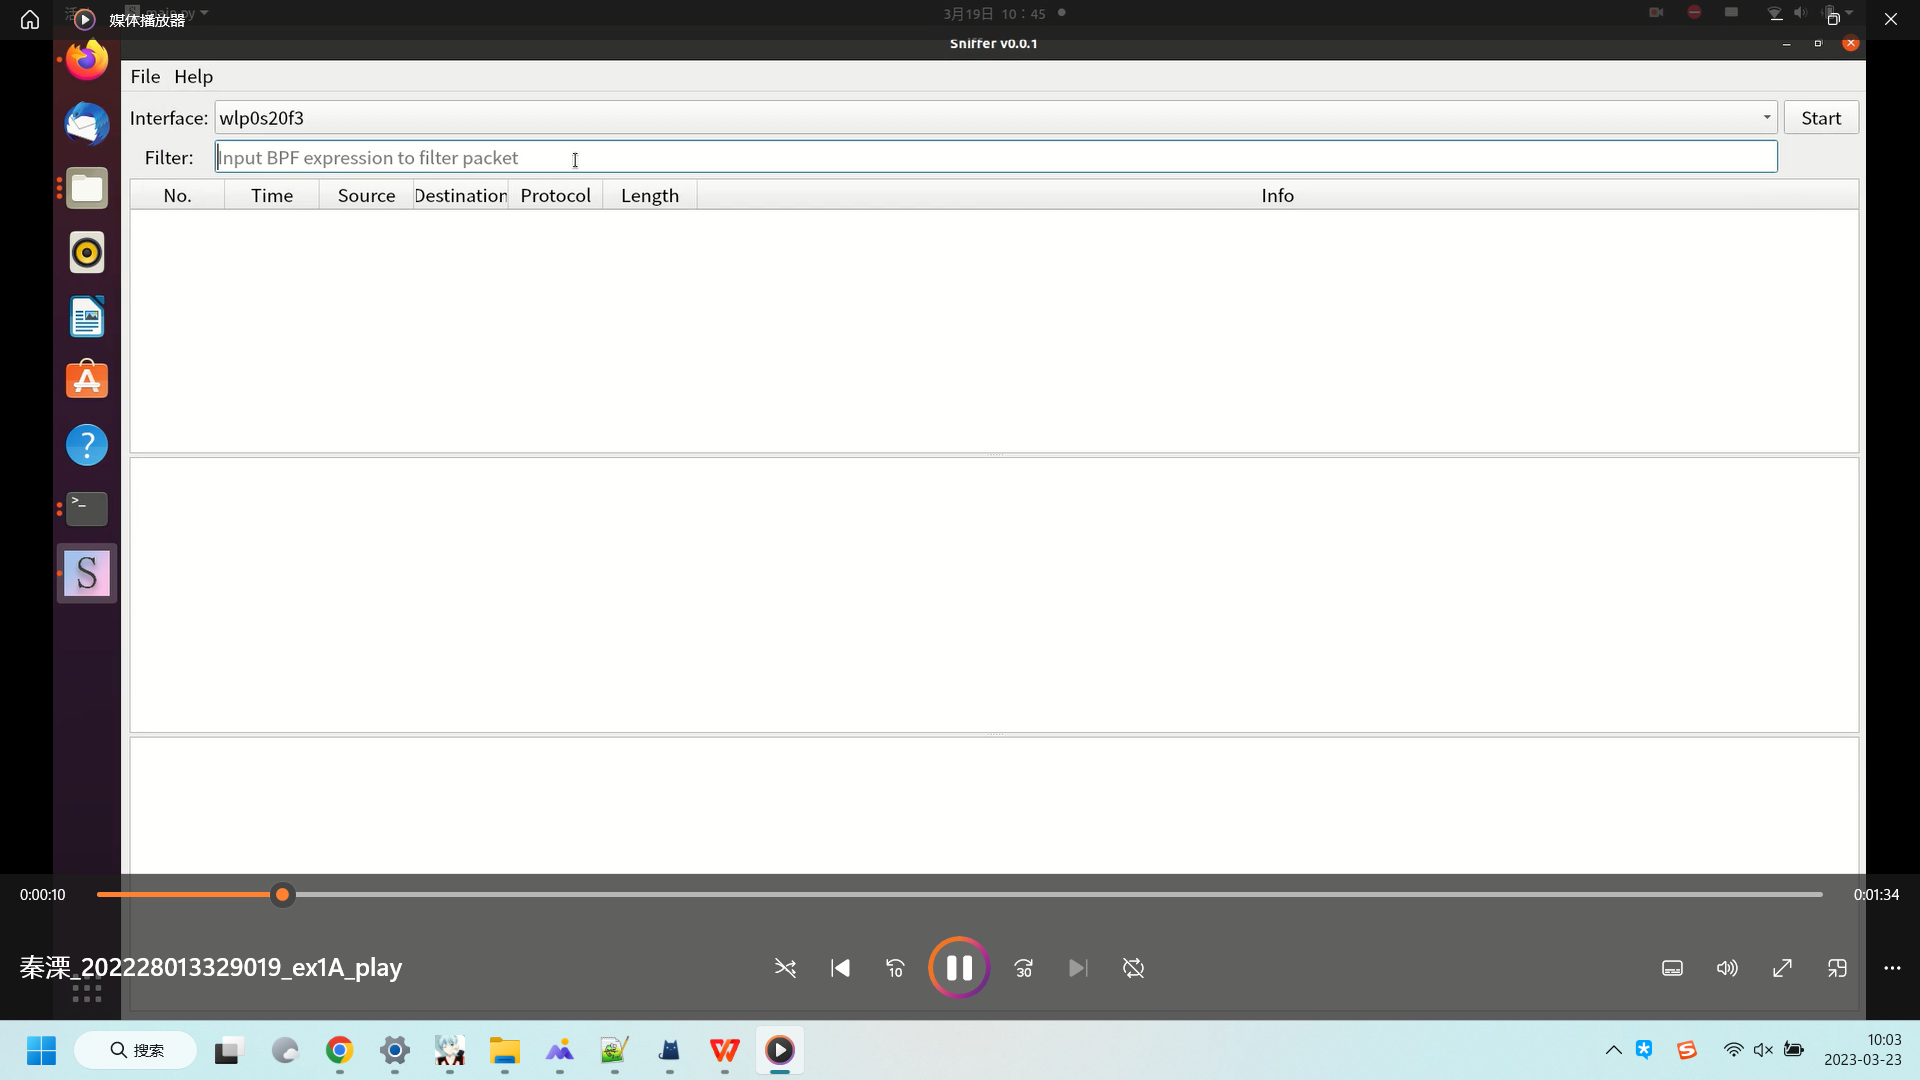 媒体播放器
main.py
3月19日 10：45
Sniffer v0.0.1
File Help
Interface: wlp0s20f3 Start
Filter: Input BPF expression to filter packet
No. Time Source Destination Protocol Length Info
0:00:10 0:01:34
秦溧_202228013329019_ex1A_play
10 30
搜索
10:03
2023-03-23